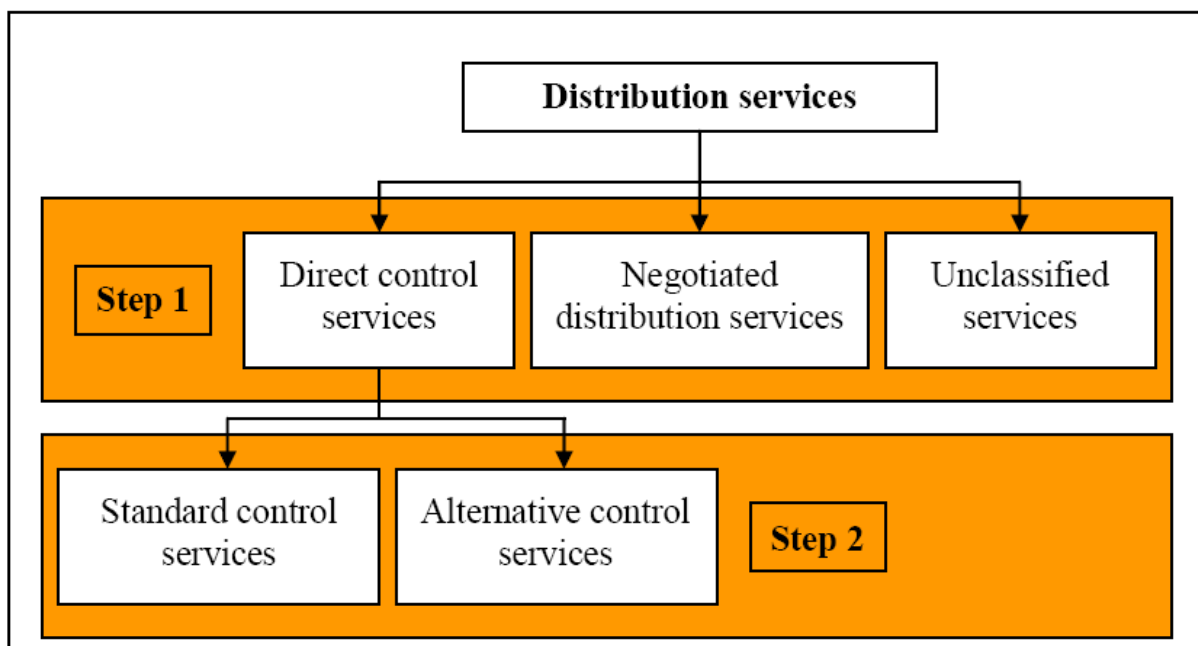 Distribution services
Step 1
Direct control
services
Negotiated
distribution services
Unclassified
services
Standard control
services
Alternative control
services
Step 2